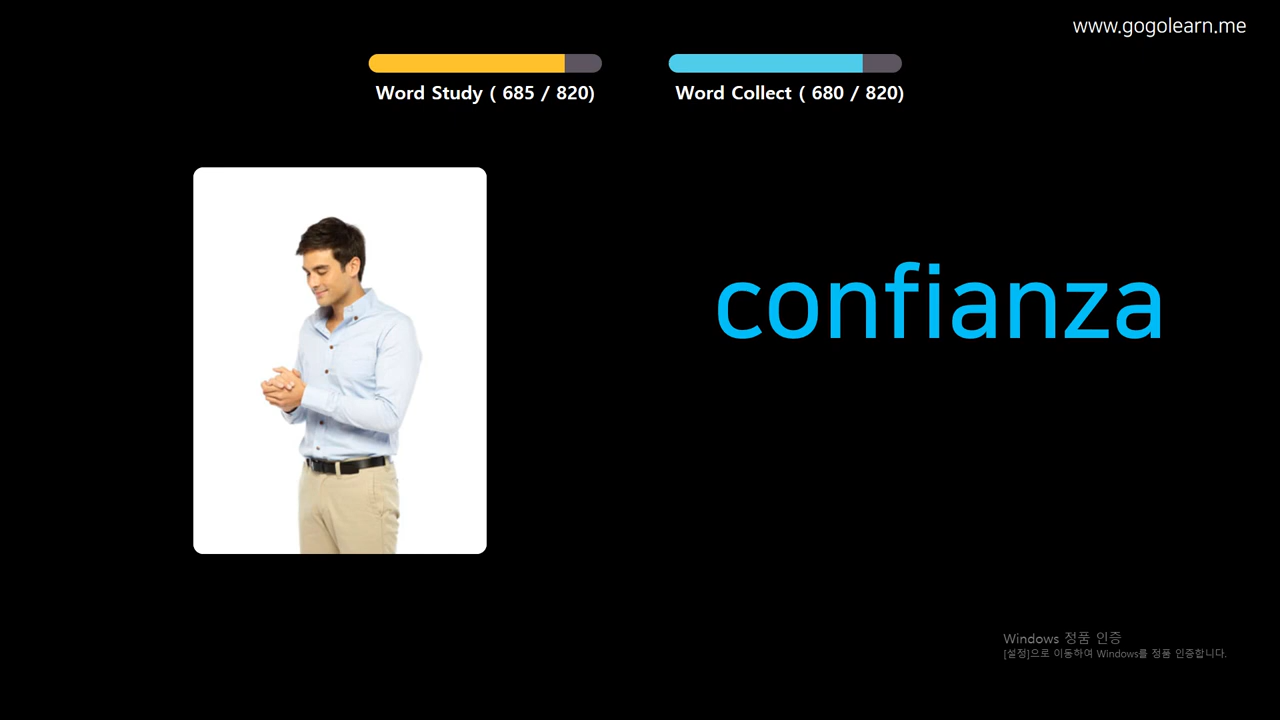 www.gogolearn.me
Word Study ( 685 / 820)
Word Collect ( 680 / 820)
confianza
Windows 정품 인증
[설정]으로 이동하여 Windows를 정품 인증합니다.